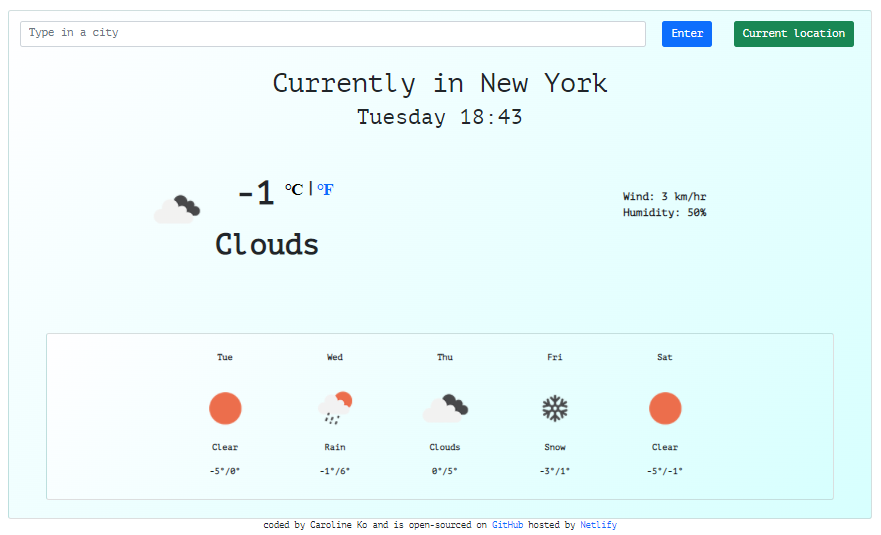 Type in a city Enter Current location
Currently in New York
Tuesday 18:43
-1 °C | °F
Clouds
Wind: 3 km/hr
Humidity: 50%
Tue Wed Thu Fri Sat
Clear Rain Clouds Snow Clear
-5°/0° -1°/6° 0°/5° -3°/1° -5°/-1°
coded by Caroline Ko and is open-sourced on GitHub hosted by Netlify